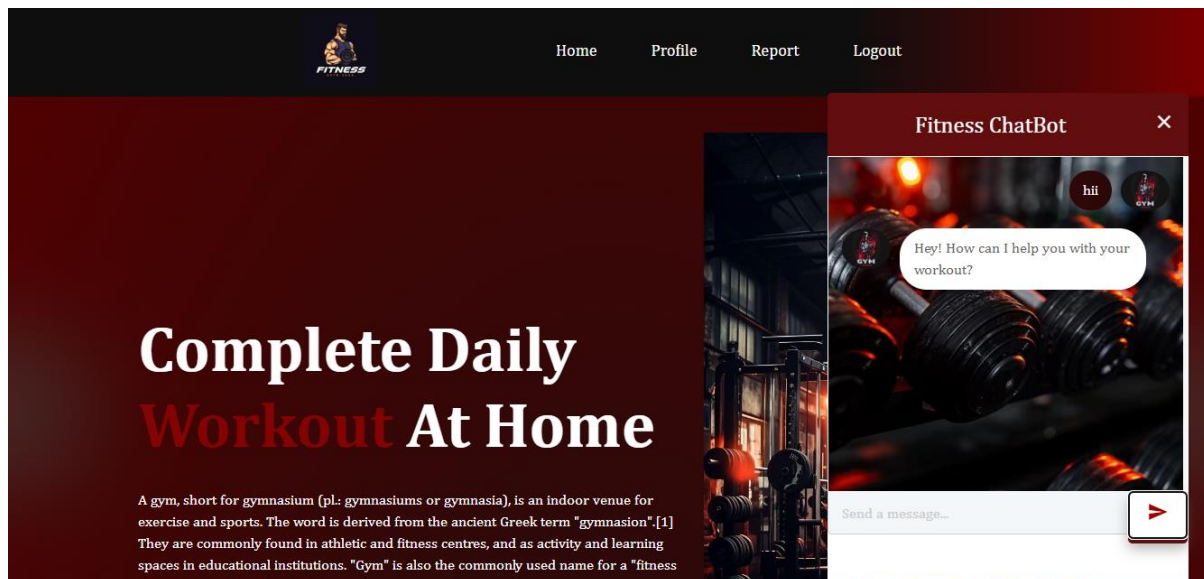 FITNESS
Home Profile Report Logout
Fitness ChatBot ×
hii
GYM
GYM
Hey! How can I help you with your
workout?
Complete Daily
Workout At Home
A gym, short for gymnasium (pl.: gymnasiums or gymnasia), is an indoor venue for
exercise and sports. The word is derived from the ancient Greek term "gymnasion".[1]
They are commonly found in athletic and fitness centres, and as activity and learning
spaces in educational institutions. "Gym" is also the commonly used name for a "fitness
Send a message...